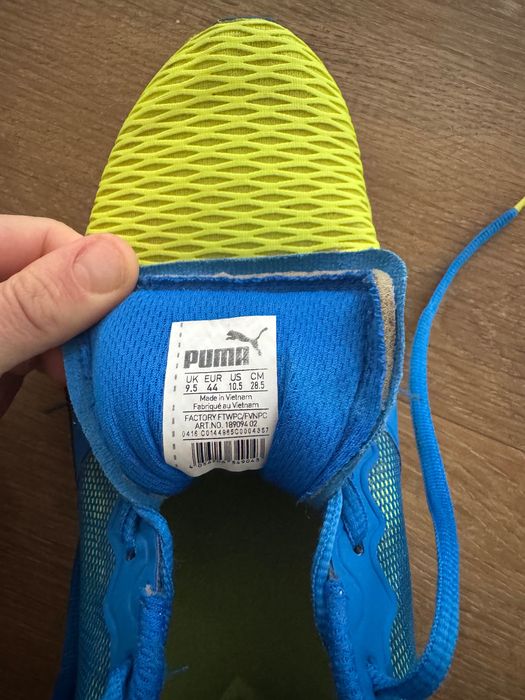 PUMA
UK EUR US CM
9.5 44 10.5 28.5
Made in Vietnam
Fabriqué au Vietnam
FACTORY FTWPC/FVNPC
ART.NO. 189094 02